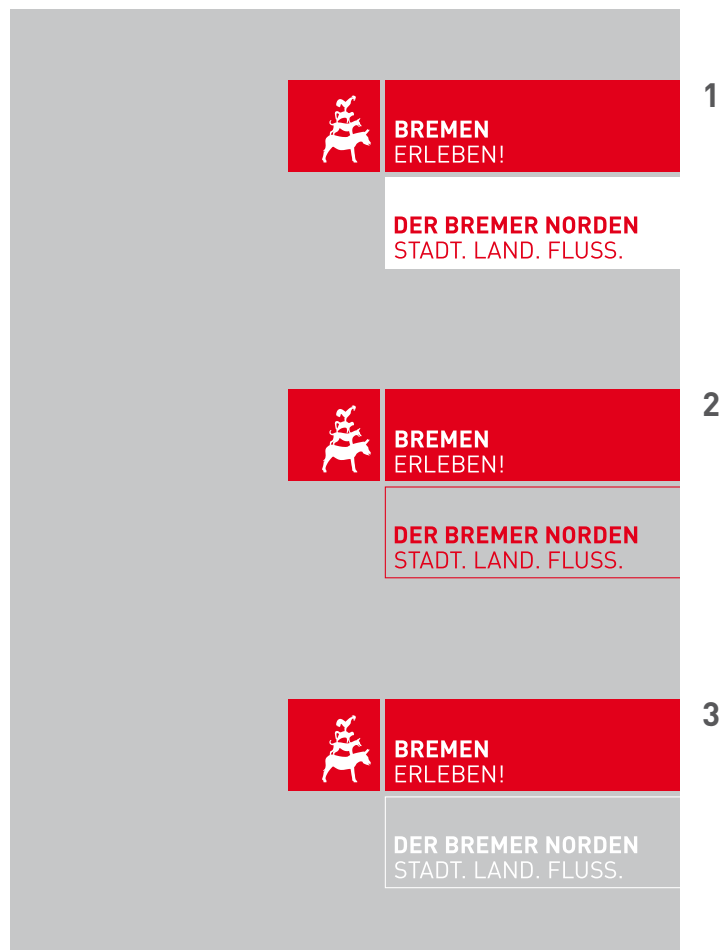 1
BREMEN
ERLEBEN!
DER BREMER NORDEN
STADT. LAND. FLUSS.
2
BREMEN
ERLEBEN!
DER BREMER NORDEN
STADT. LAND. FLUSS.
3
BREMEN
ERLEBEN!
DER BREMER NORDEN
STADT. LAND. FLUSS.